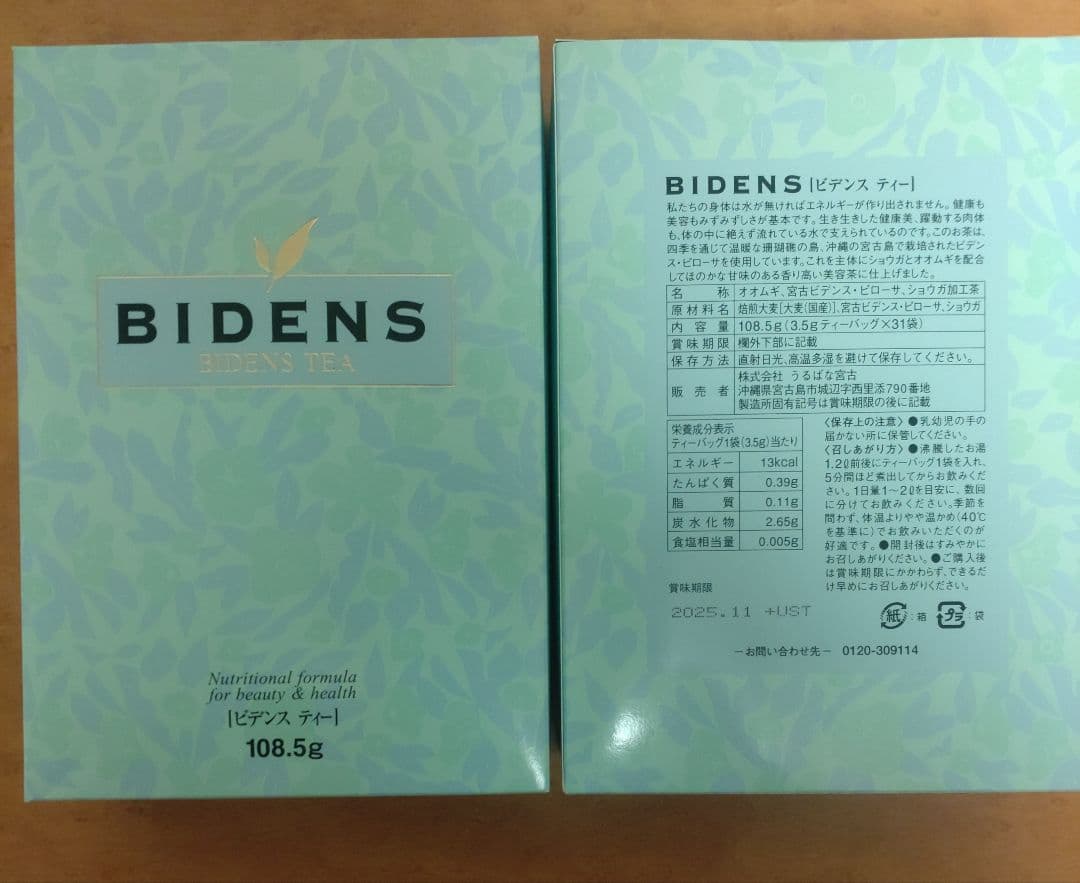 BIDENS
BIDENS TEA
Nutritional formula
for beauty & health
[ビデンス ティー]
108.5g
BIDENS [ビデンス ティー]
私たちの身体は水が無ければエネルギーが作り出されません。健康も
美容もみずみずしさが基本です。生き生きした健康美、躍動する肉体
も、体の中に絶えず流れている水で支えられているのです。このお茶は、
四季を通じて温暖な珊瑚礁の島、沖縄の宮古島で栽培されたビデン
ス・ピローサを使用しています。これを主体にショウガとオオムギを配合
してほのかな甘味のある香り高い美容茶に仕上げました。
名称 オオムギ、宮古ビデンス・ピローサ、ショウガ加工茶
原材料名 焙煎大麦[大麦(国産)]、宮古ビデンス・ピローサ、ショウガ
内容量 108.5g(3.5gティーバッグ×31袋)
賞味期限 欄外下部に記載
保存方法 直射日光、高温多湿を避けて保存してください。
販売者 株式会社 うるばな宮古
沖縄県宮古島市城辺字西里添790番地
製造所固有記号は賞味期限の後に記載
栄養成分表示
ティーバッグ1袋(3.5g)当たり
エネルギー 13kcal
たんぱく質 0.39g
脂質 0.11g
炭水化物 2.65g
食塩相当量 0.005g
〈保存上の注意〉●乳幼児の手の
届かない所に保管してください。
〈召しあがり方〉●沸騰したお湯
1.2ℓ前後にティーバッグ1袋を入れ、
5分間ほど煮出してからお飲みくだ
さい。1日量1〜2ℓを目安に、数回
に分けてお飲みください。季節を
問わず、体温よりやや温かめ(40℃
を基準に)でお飲みいただくのが
好適です。●開封後はすみやかに
お召しあがりください。●ご購入後
は賞味期限にかかわらず、できるだ
け早めにお召しあがりください。
賞味期限
2025.11 +UST
紙:箱 プラ:袋
−お問い合わせ先− 0120-309114